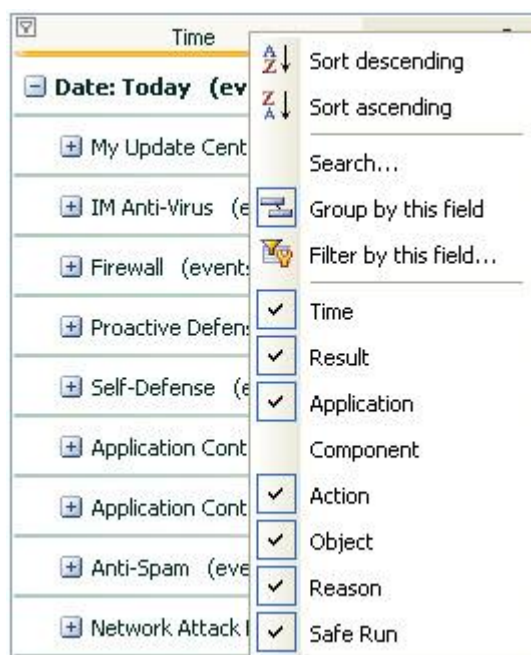 Time
Date: Today (ev
My Update Cent
IM Anti-Virus (e
Firewall (events
Proactive Defens
Self-Defense (e
Application Cont
Application Cont
Anti-Spam (eve
Network Attack
Sort descending
Sort ascending
Search...
Group by this field
Filter by this field...
Time
Result
Application
Component
Action
Object
Reason
Safe Run